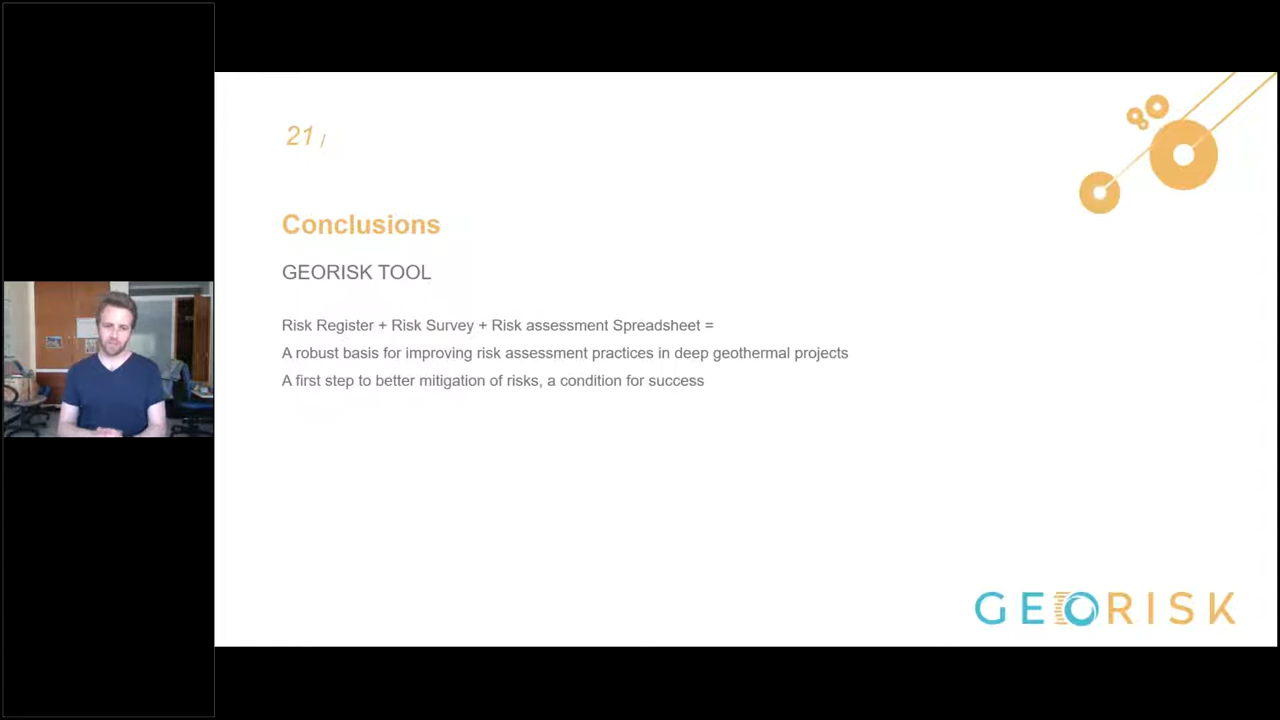 21 /
Conclusions
GEORISK TOOL
Risk Register + Risk Survey + Risk assessment Spreadsheet =
A robust basis for improving risk assessment practices in deep geothermal projects
A first step to better mitigation of risks, a condition for success
GEORISK